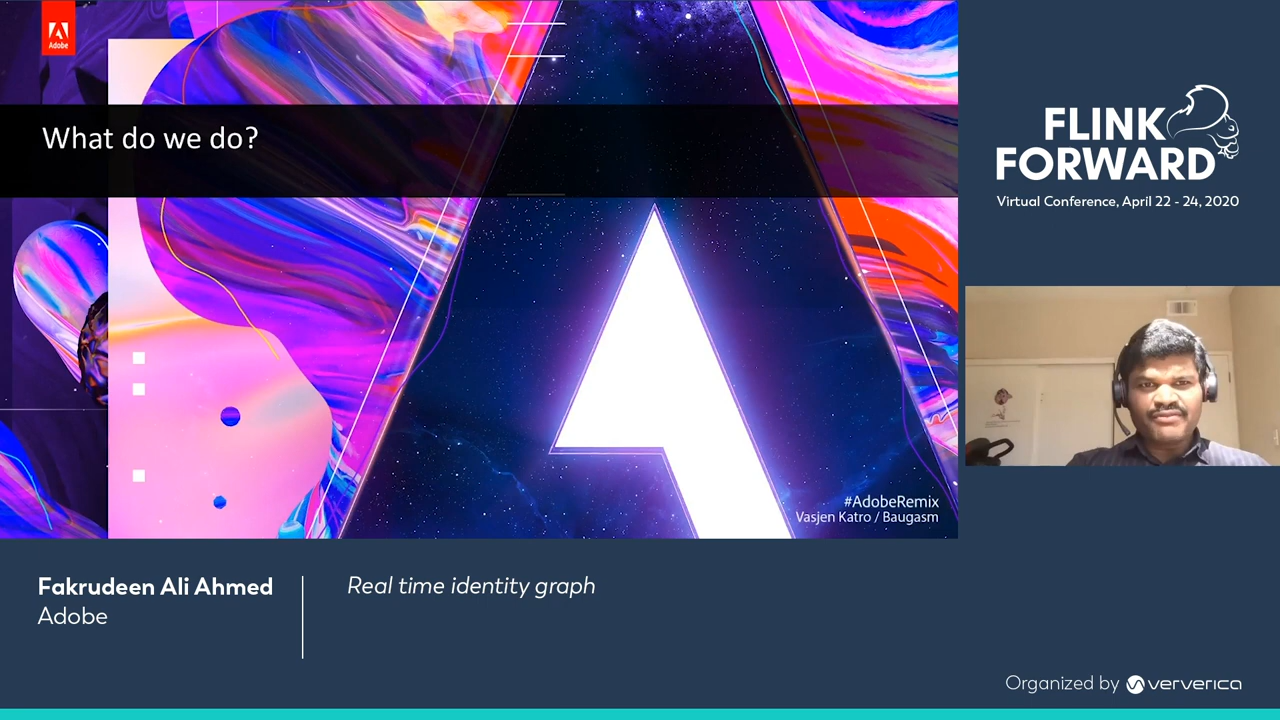 Adobe
What do we do?
#AdobeRemix
Vasjen Katro / Baugasm
FLINK
FORWARD
Virtual Conference, April 22 - 24, 2020
Fakrudeen Ali Ahmed
Adobe
Real time identity graph
Organized by ververica